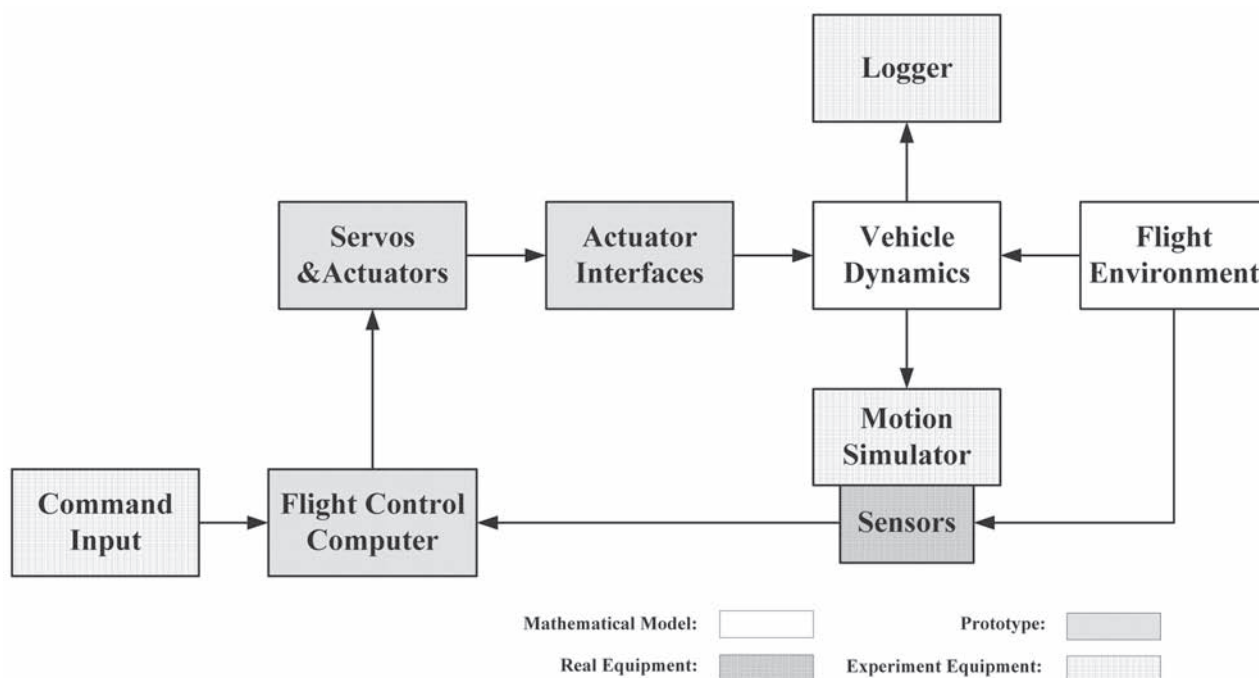 Logger
Servos
&Actuators
Actuator
Interfaces
Vehicle
Dynamics
Flight
Environment
Motion
Simulator
Command
Input
Flight Control
Computer
Sensors
Mathematical Model:
Prototype:
Real Equipment:
Experiment Equipment: